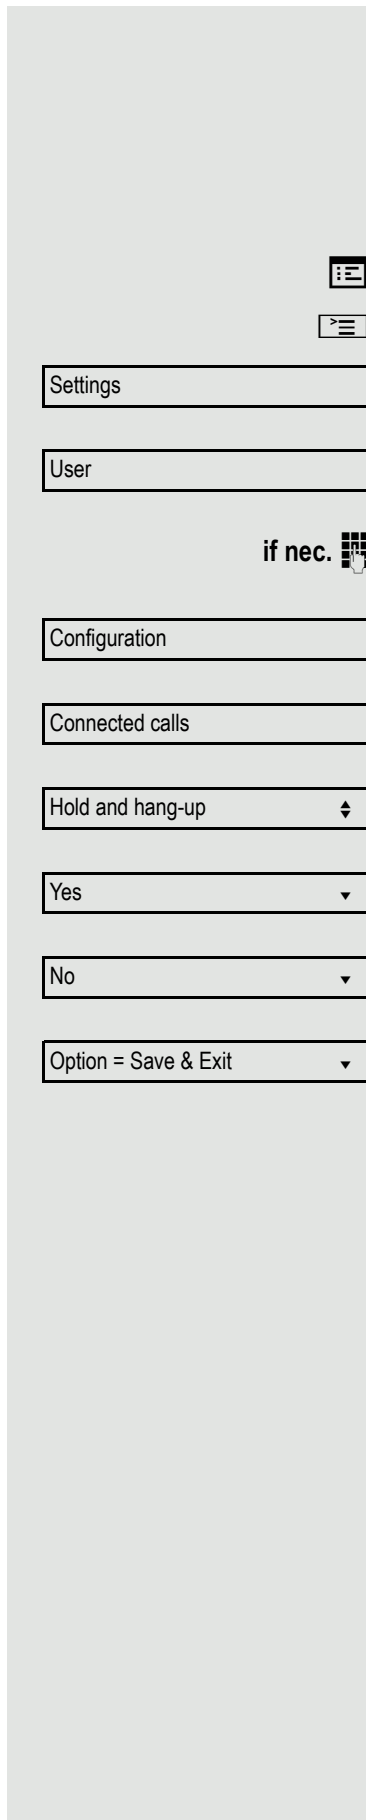 Settings
User
if nec.
Configuration
Connected calls
Hold and hang-up
Yes
No
Option = Save & Exit